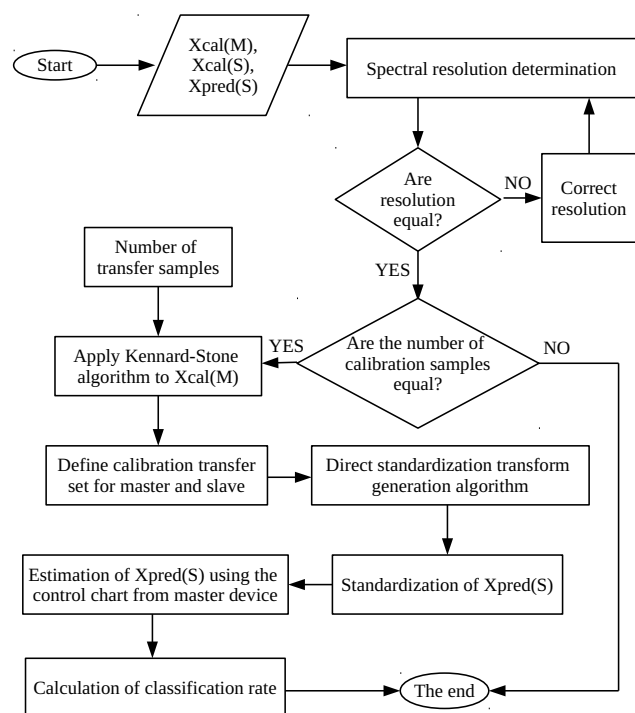 Start
Xcal(M),
Xcal(S),
Xpred(S)
Spectral resolution determination
Are
resolution
equal?
NO
Correct
resolution
YES
Number of
transfer samples
Are the number of
calibration samples
equal?
YES
NO
Apply Kennard-Stone
algorithm to Xcal(M)
Define calibration transfer
set for master and slave
Direct standardization transform
generation algorithm
Standardization of Xpred(S)
Estimation of Xpred(S) using the
control chart from master device
Calculation of classification rate
The end